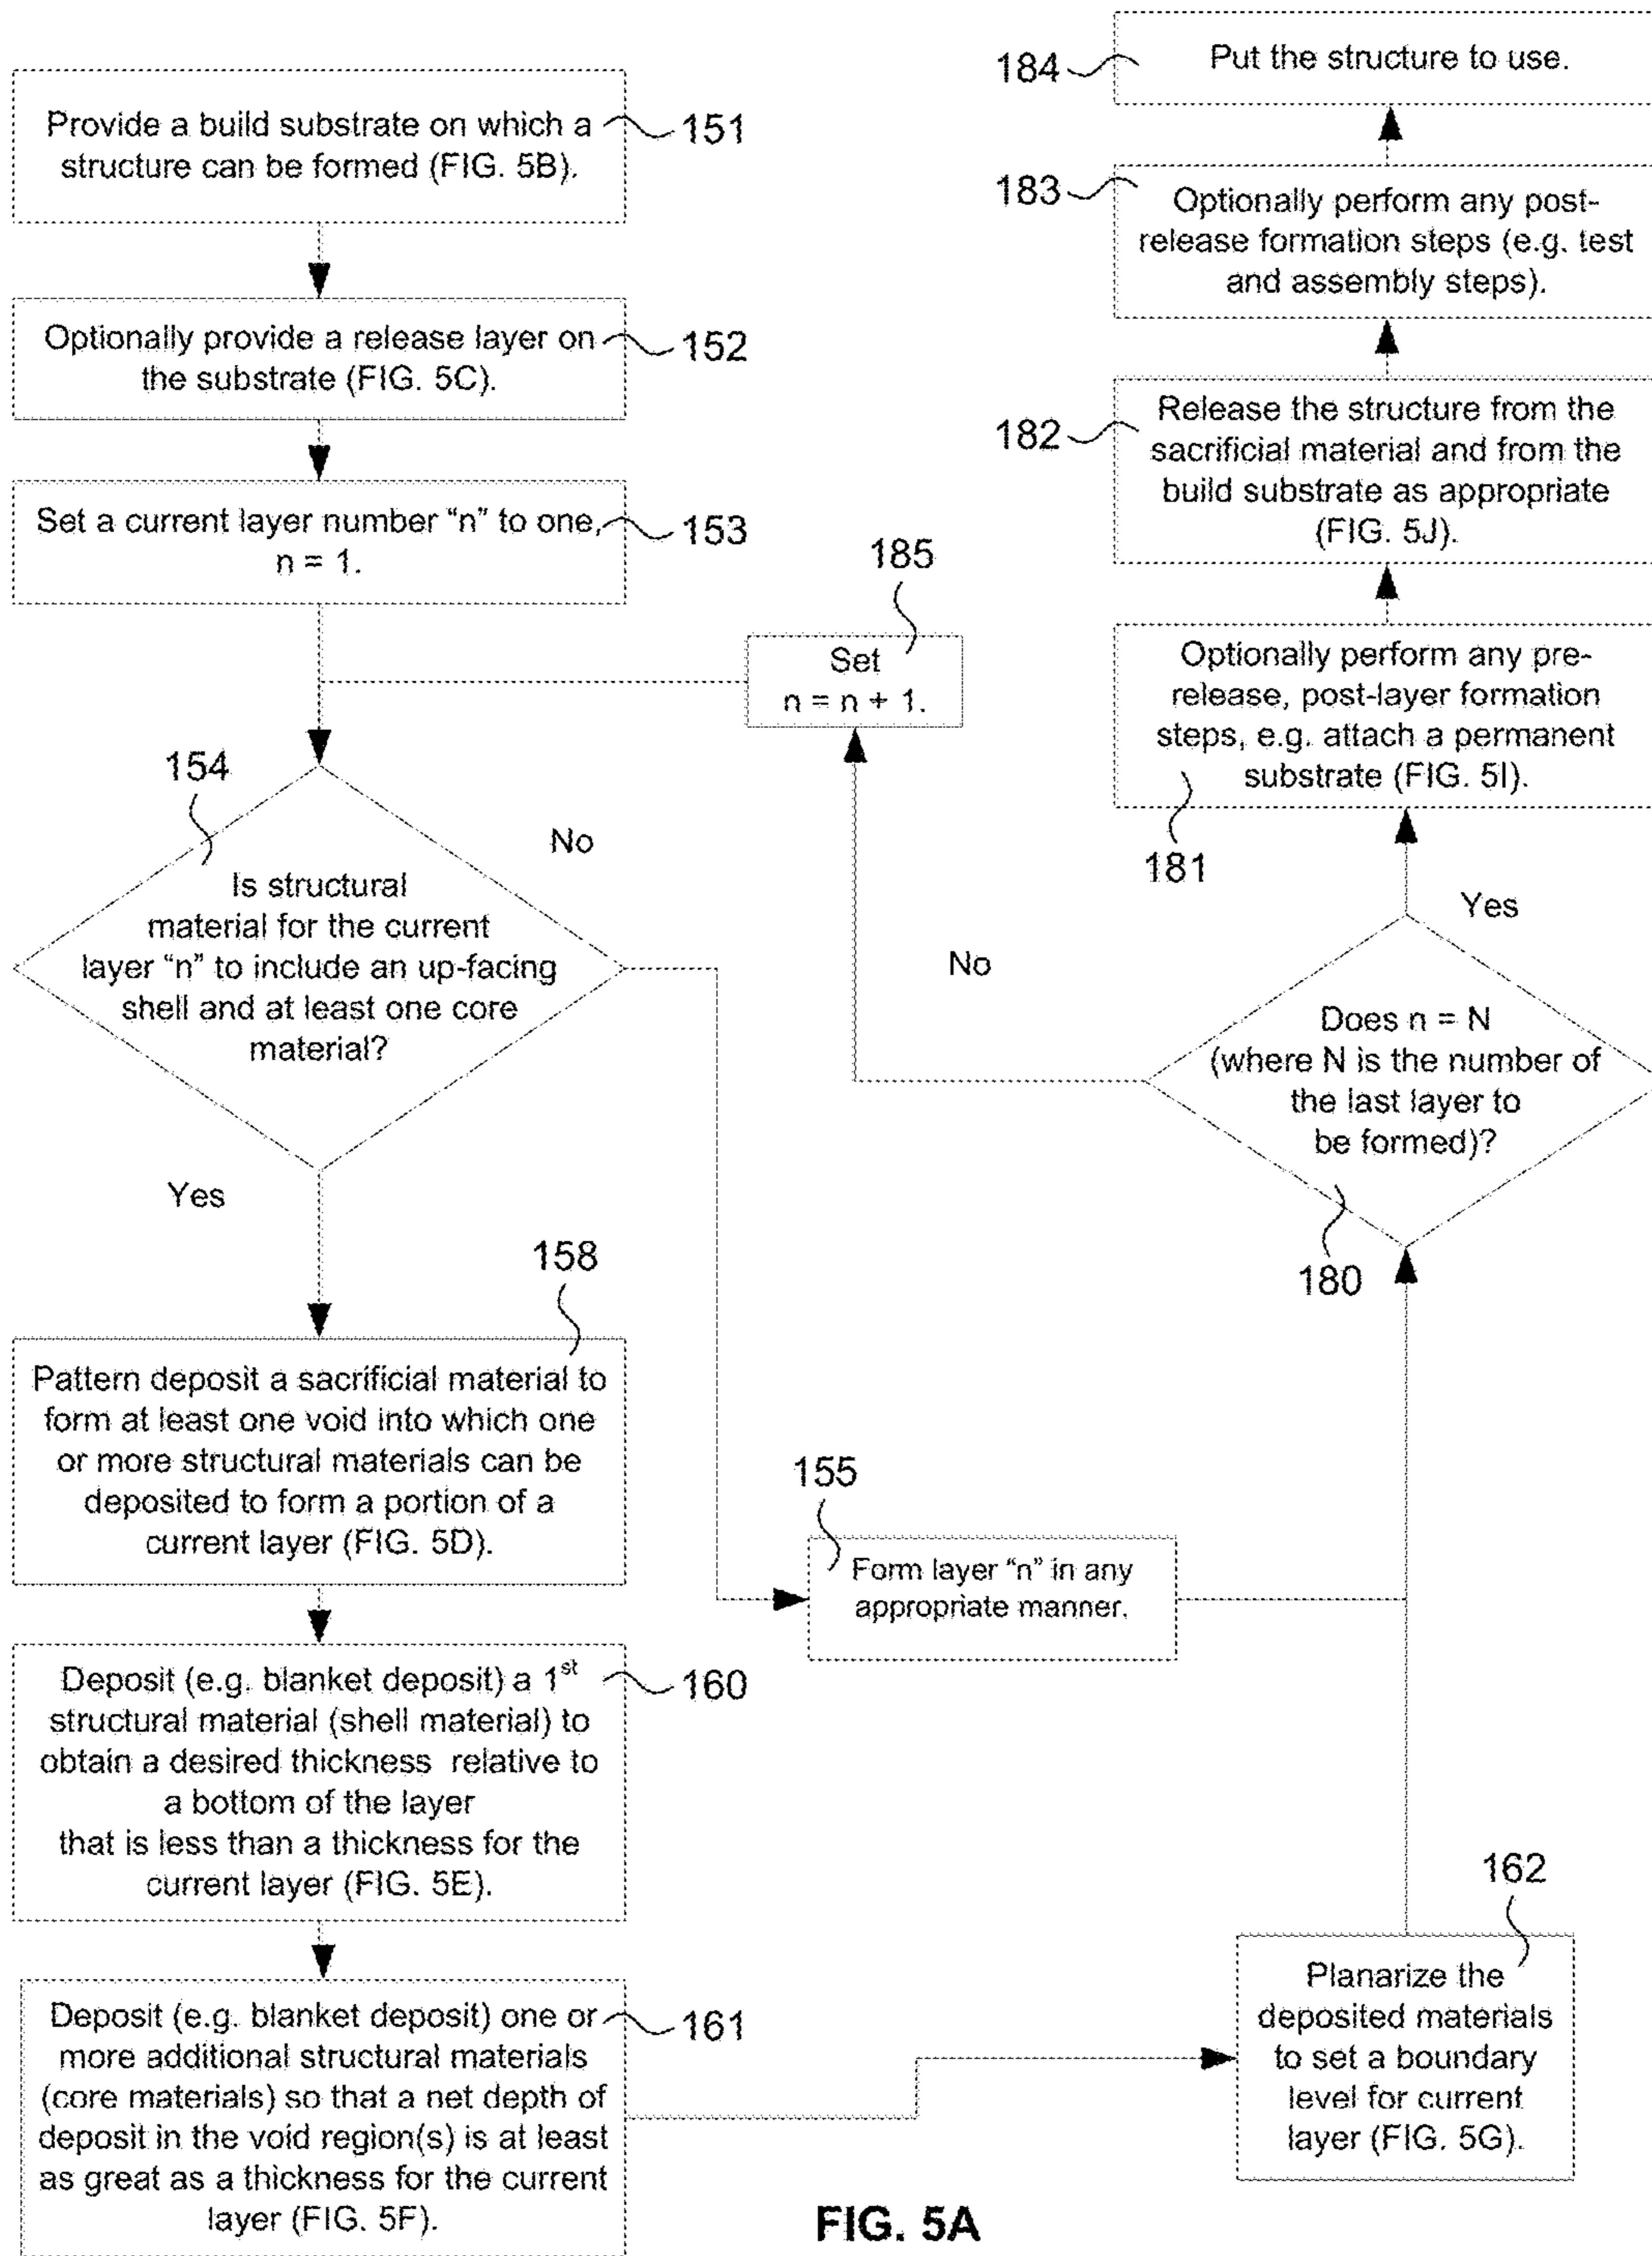 Provide a build substrate on which a
structure can be formed (FIG. 5B).
151
Optionally provide a release layer on
the substrate (FIG. 5C).
152
Set a current layer number “n” to one,
n = 1.
153
154
Is structural
material for the current
layer “n” to include an up-facing
shell and at least one core
material?
No
Yes
158
Pattern deposit a sacrificial material to
form at least one void into which one
or more structural materials can be
deposited to form a portion of a
current layer (FIG. 5D).
Deposit (e.g. blanket deposit) a 1st
structural material (shell material) to
obtain a desired thickness relative to
a bottom of the layer
that is less than a thickness for the
current layer (FIG. 5E).
160
Deposit (e.g. blanket deposit) one or
more additional structural materials
(core materials) so that a net depth of
deposit in the void region(s) is at least
as great as a thickness for the current
layer (FIG. 5F).
161
155
Form layer “n” in any
appropriate manner.
162
Planarize the
deposited materials
to set a boundary
level for current
layer (FIG. 5G).
180
Does n = N
(where N is the number of
the last layer to
be formed)?
No
Yes
185
Set
n = n + 1.
181
Optionally perform any pre-
release, post-layer formation
steps, e.g. attach a permanent
substrate (FIG. 5I).
182
Release the structure from the
sacrificial material and from the
build substrate as appropriate
(FIG. 5J).
183
Optionally perform any post-
release formation steps (e.g. test
and assembly steps).
184
Put the structure to use.
FIG. 5A